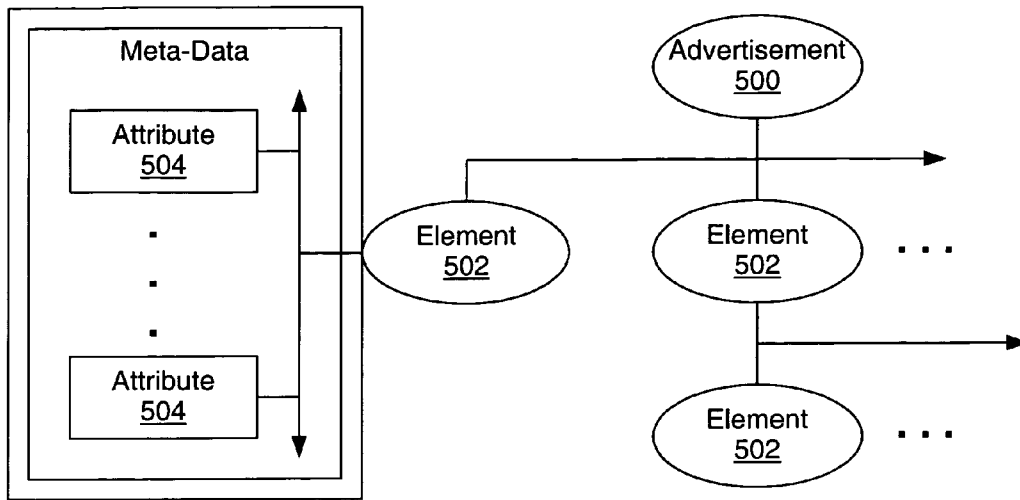 Meta-Data
Attribute
504
Attribute
504
Advertisement
500
Element
502
Element
502
Element
502